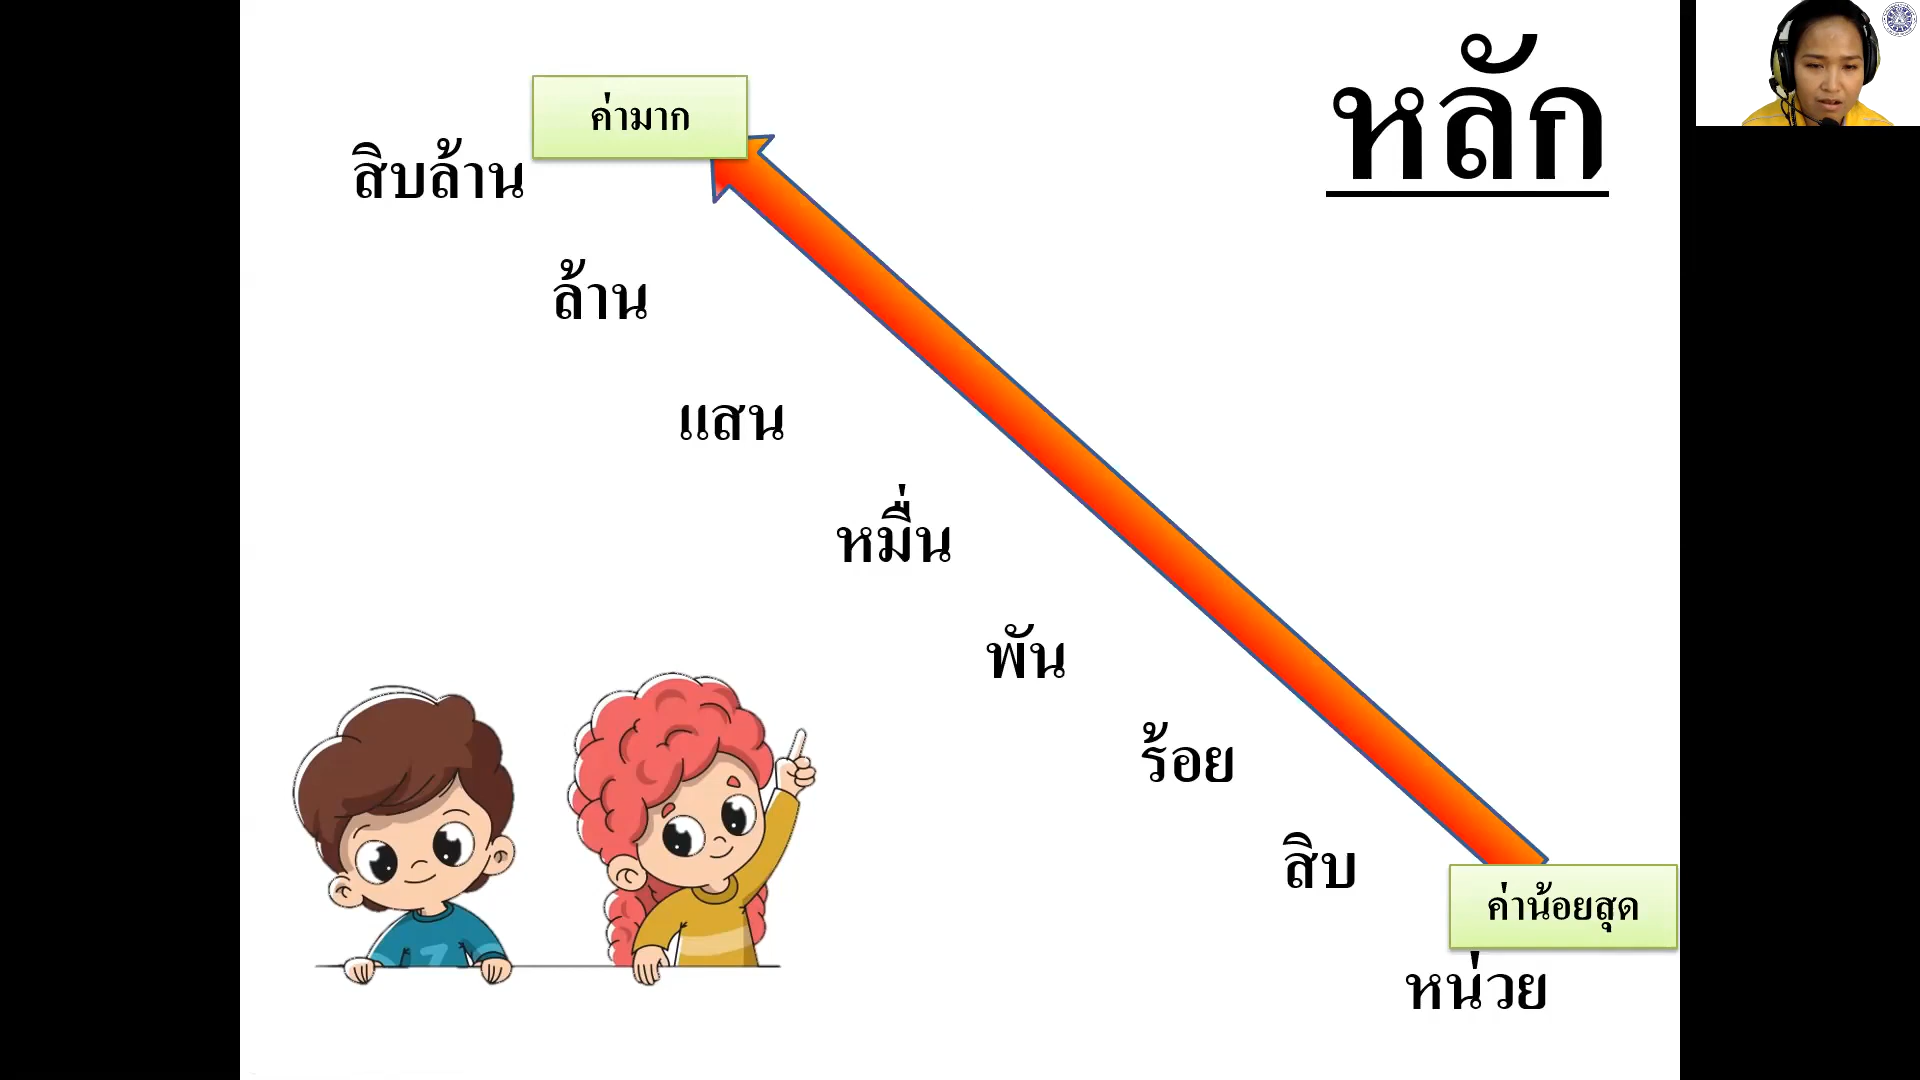 หลัก
ค่ามาก
สิบล้าน
ล้าน
แสน
หมื่น
พัน
ร้อย
สิบ
ค่าน้อยสุด
หน่วย